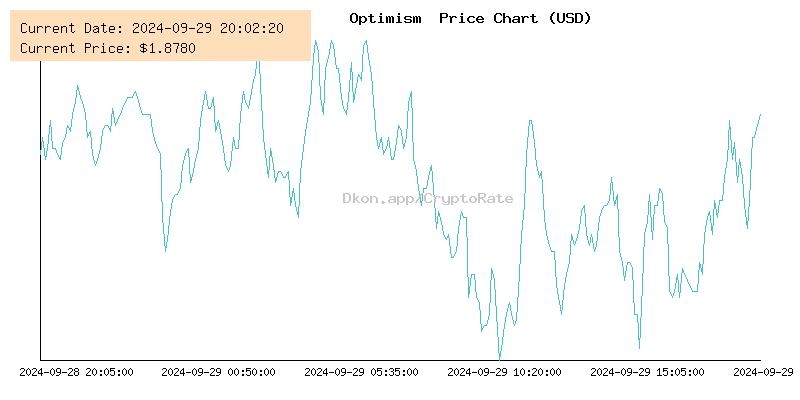 Optimism Price Chart (USD)
Current Date: 2024-09-29 20:02:20
Current Price: $1.8780
Dkon.app/CryptoRate
2024-09-28 20:05:00 2024-09-29 00:50:00 2024-09-29 05:35:00 2024-09-29 10:20:00 2024-09-29 15:05:00 2024-09-29